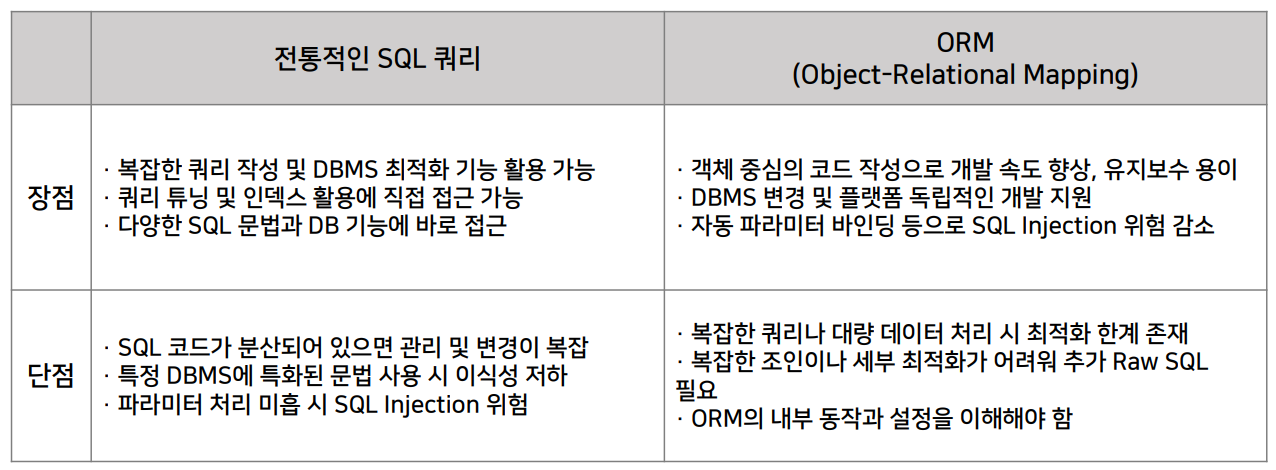 전통적인 SQL 쿼리
ORM
(Object-Relational Mapping)
장점
· 복잡한 쿼리 작성 및 DBMS 최적화 기능 활용 가능
· 쿼리 튜닝 및 인덱스 활용에 직접 접근 가능
· 다양한 SQL 문법과 DB 기능에 바로 접근
· 객체 중심의 코드 작성으로 개발 속도 향상, 유지보수 용이
· DBMS 변경 및 플랫폼 독립적인 개발 지원
· 자동 파라미터 바인딩 등으로 SQL Injection 위험 감소
단점
· SQL 코드가 분산되어 있으면 관리 및 변경이 복잡
· 특정 DBMS에 특화된 문법 사용 시 이식성 저하
· 파라미터 처리 미흡 시 SQL Injection 위험
· 복잡한 쿼리나 대량 데이터 처리 시 최적화 한계 존재
· 복잡한 조인이나 세부 최적화가 어려워 추가 Raw SQL
필요
· ORM의 내부 동작과 설정을 이해해야 함